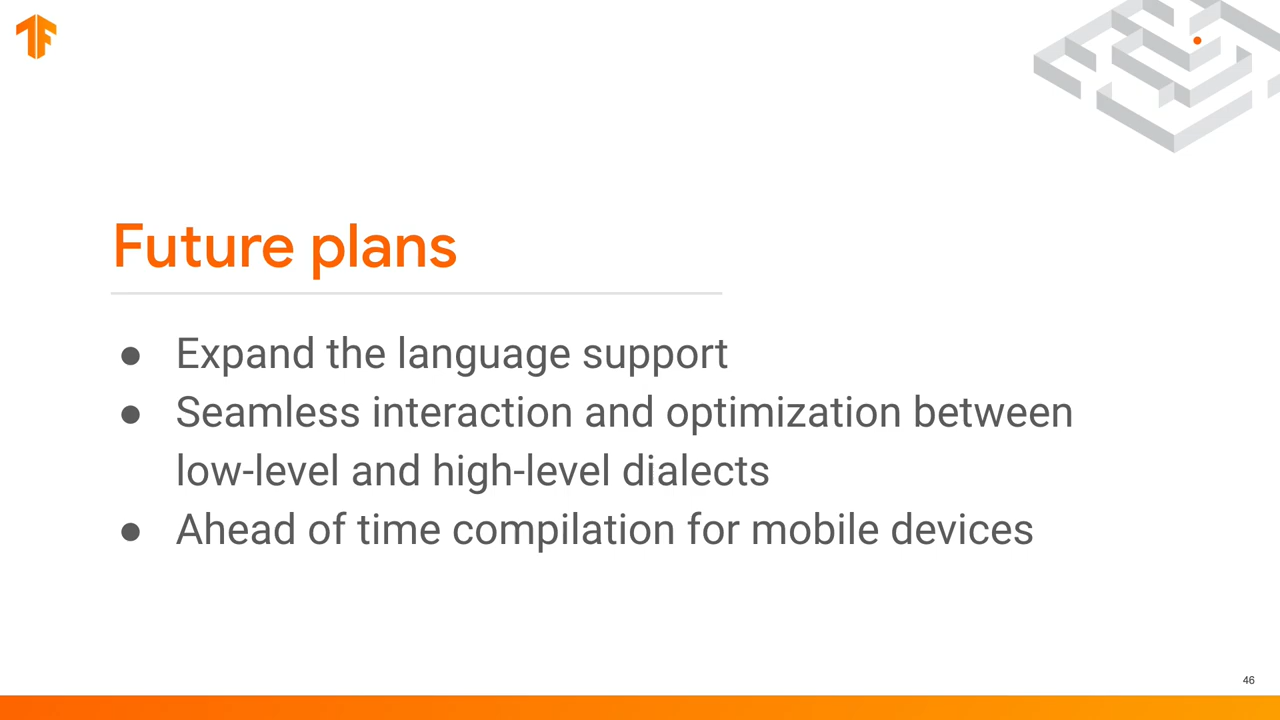 Future plans
● Expand the language support
● Seamless interaction and optimization between
low-level and high-level dialects
● Ahead of time compilation for mobile devices
46